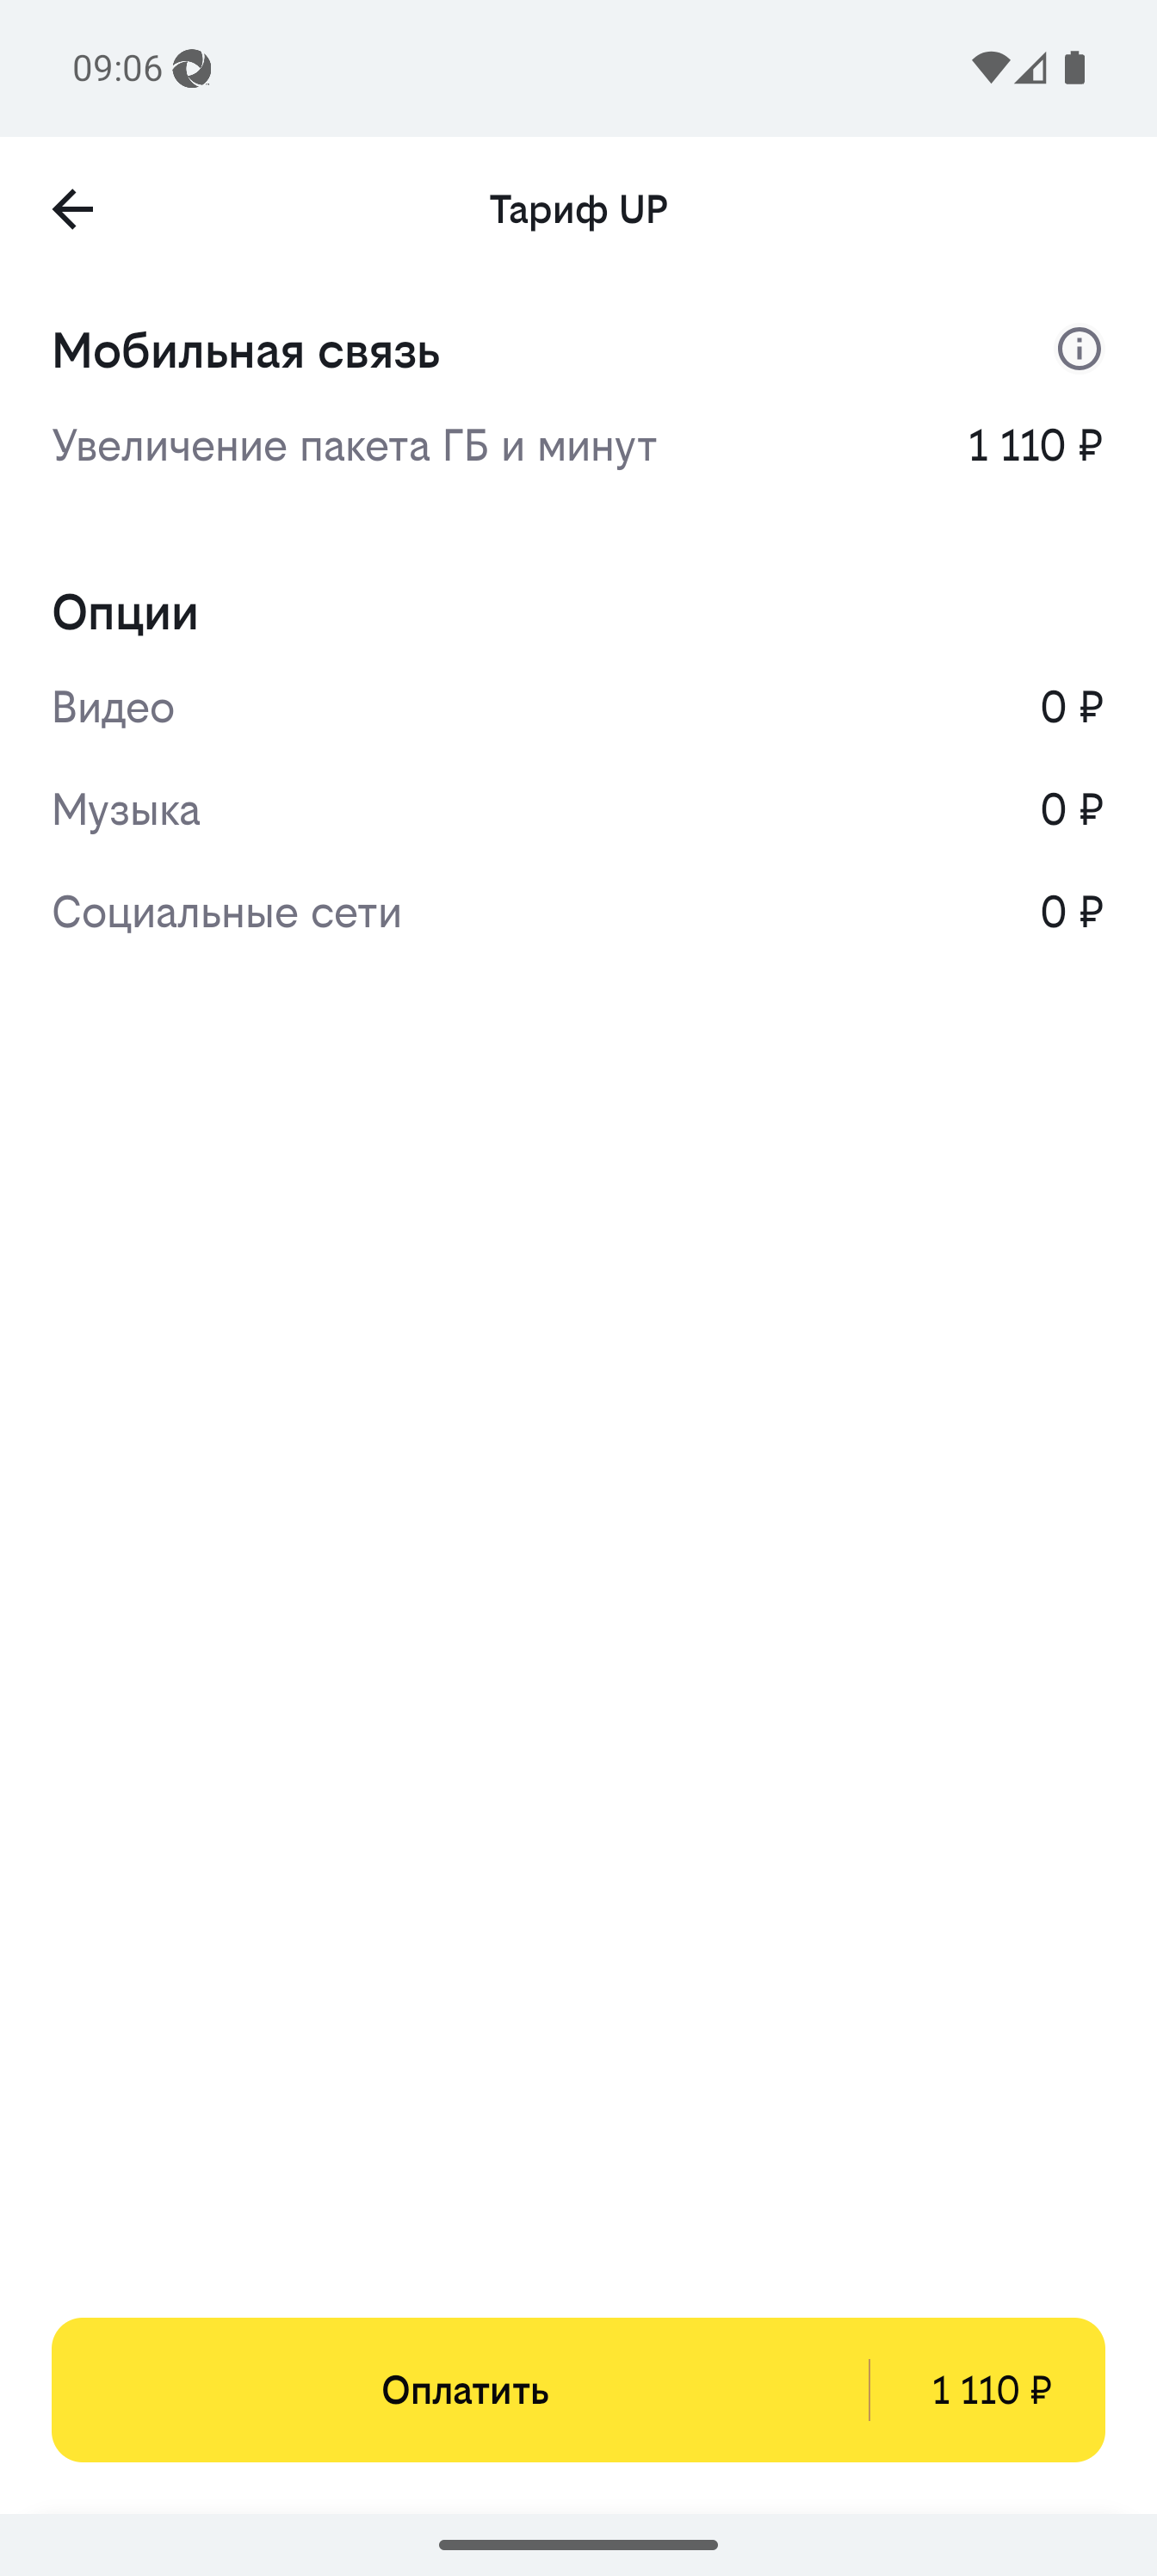 09:06
Тариф UP
Мобильная связь
Увеличение пакета ГБ и минут 1 110 ₽
Опции
Видео 0 ₽
Музыка 0 ₽
Социальные сети 0 ₽
Оплатить 1 110 ₽